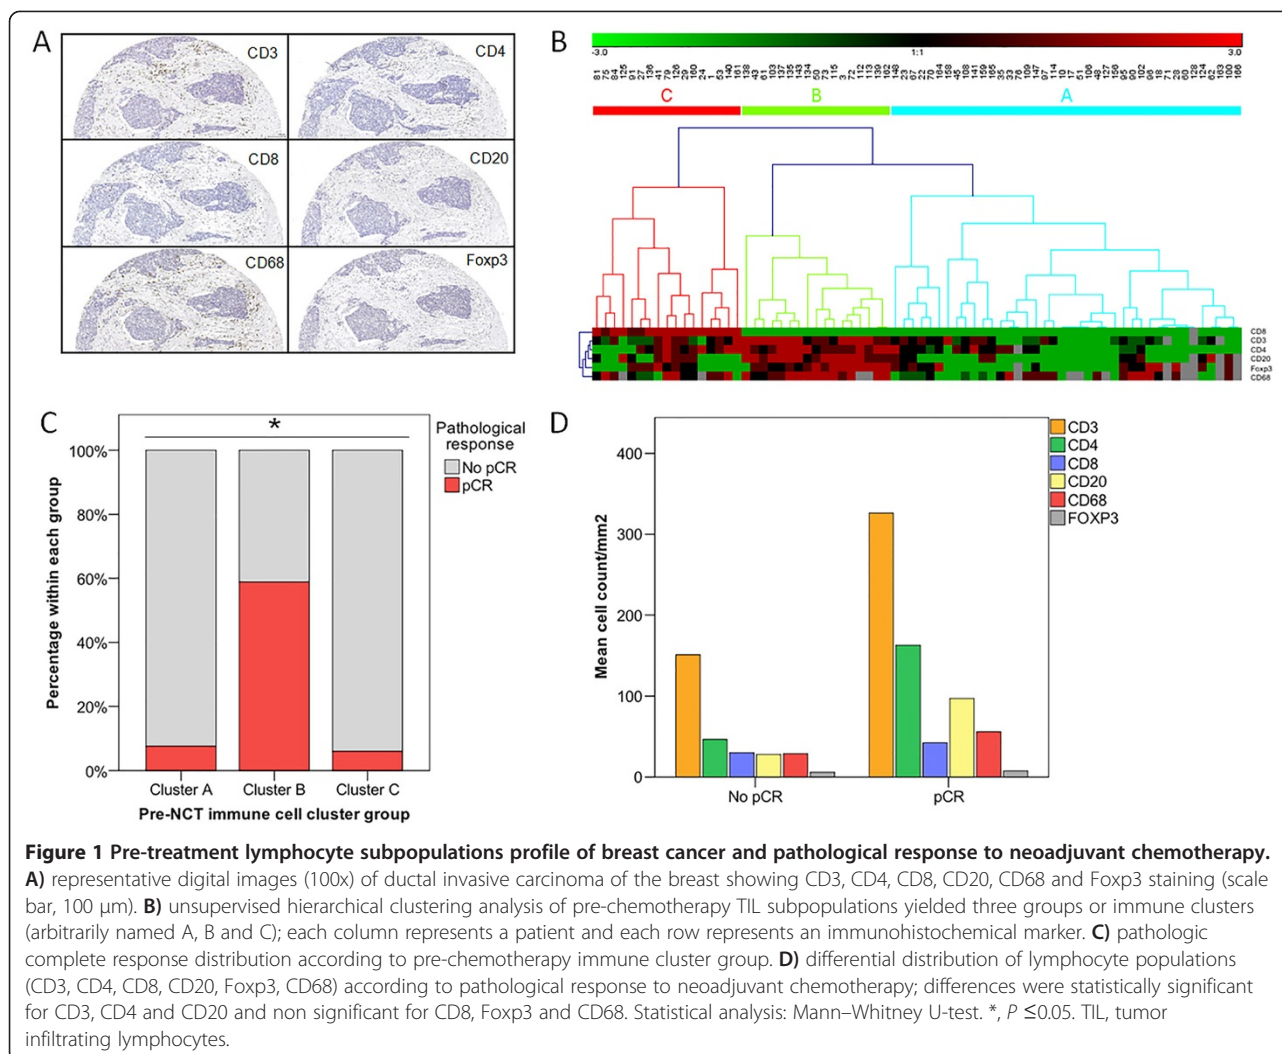 A
CD3
CD4
CD8
CD20
CD68
Foxp3
B
-3.0
1:1
3.0
C
B
A
CD8
CD3
CD4
CD20
Foxp3
CD68
C
*
Pathological
response
No pCR
pCR
100%
80%
60%
40%
20%
0%
Percentage within each group
Cluster A
Cluster B
Cluster C
Pre-NCT immune cell cluster group
D
CD3
CD4
CD8
CD20
CD68
FOXP3
400
300
200
100
0
Mean cell count/mm2
No pCR
pCR
Figure 1 Pre-treatment lymphocyte subpopulations profile of breast cancer and pathological response to neoadjuvant chemotherapy.
A) representative digital images (100x) of ductal invasive carcinoma of the breast showing CD3, CD4, CD8, CD20, CD68 and Foxp3 staining (scale
bar, 100 μm). B) unsupervised hierarchical clustering analysis of pre-chemotherapy TIL subpopulations yielded three groups or immune clusters
(arbitrarily named A, B and C); each column represents a patient and each row represents an immunohistochemical marker. C) pathologic
complete response distribution according to pre-chemotherapy immune cluster group. D) differential distribution of lymphocyte populations
(CD3, CD4, CD8, CD20, Foxp3, CD68) according to pathological response to neoadjuvant chemotherapy; differences were statistically significant
for CD3, CD4 and CD20 and non significant for CD8, Foxp3 and CD68. Statistical analysis: Mann–Whitney U-test. *, P ≤0.05. TIL, tumor
infiltrating lymphocytes.